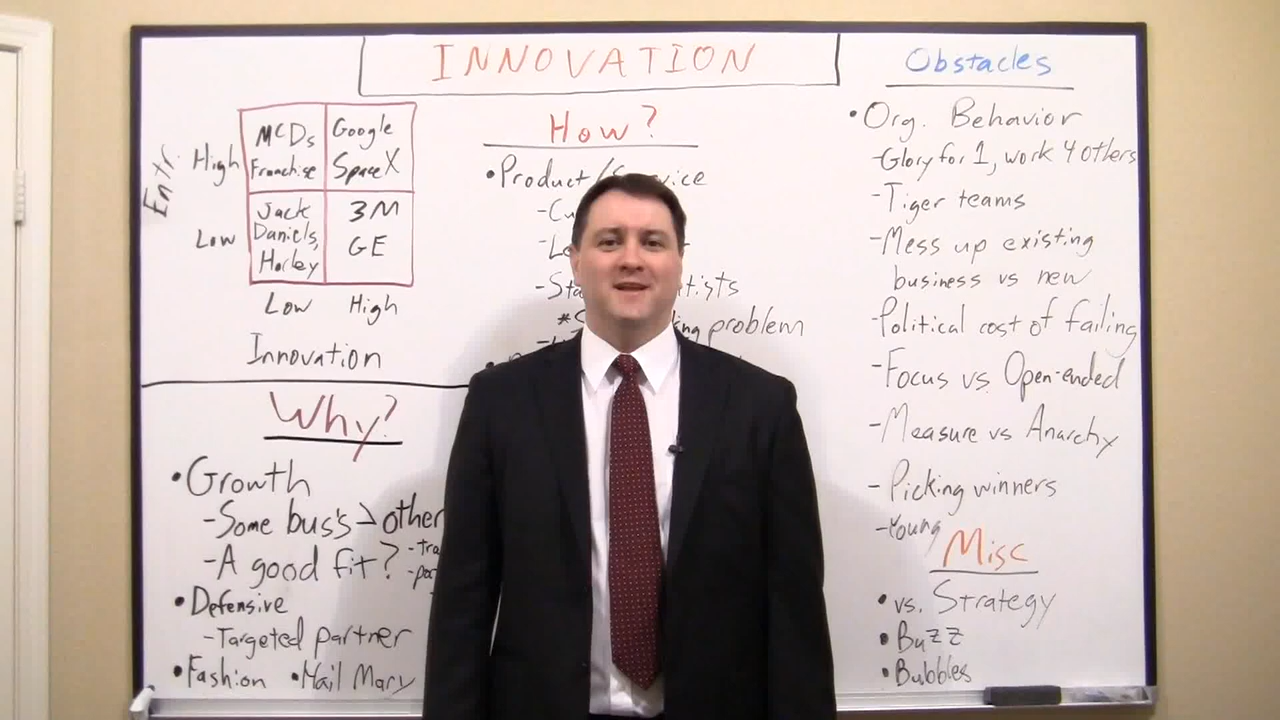 INNOVATION
Entr.
High
MCDs
Franchise
Google
SpaceX
Low
Jack
Daniels,
Harley
3M
GE
Low High
Innovation
Why?
• Growth
- Some bus's → other
- A good fit?
• Defensive
- Targeted partner
• Fashion • Hail Mary
How?
• Product/
problem
Obstacles
• Org. Behavior
- Glory for 1, work 4 others
- Tiger teams
- Mess up existing
business vs new
- Political cost of failing
- Focus vs. Open-ended
- Measure vs Anarchy
- Picking winners
- Young
Misc
• vs. Strategy
• Buzz
• Bubbles